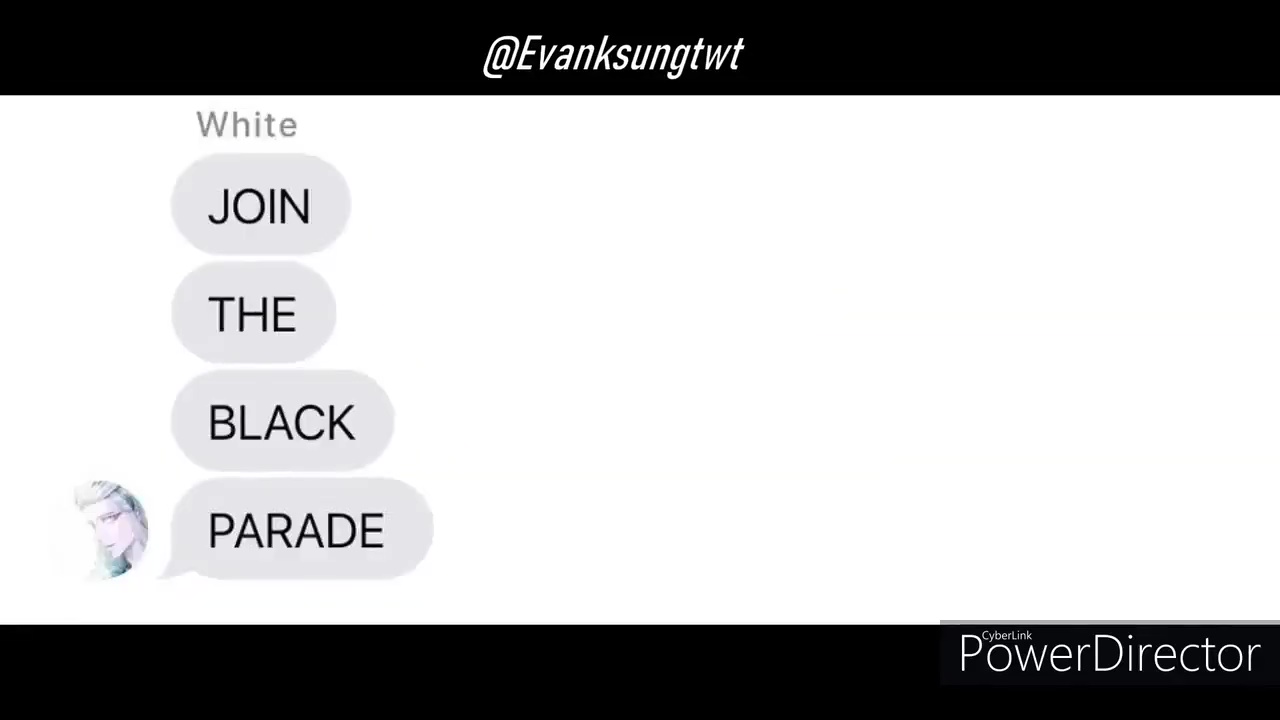 @Evanksungtwt
White
JOIN
THE
BLACK
PARADE
CyberLink
PowerDirector